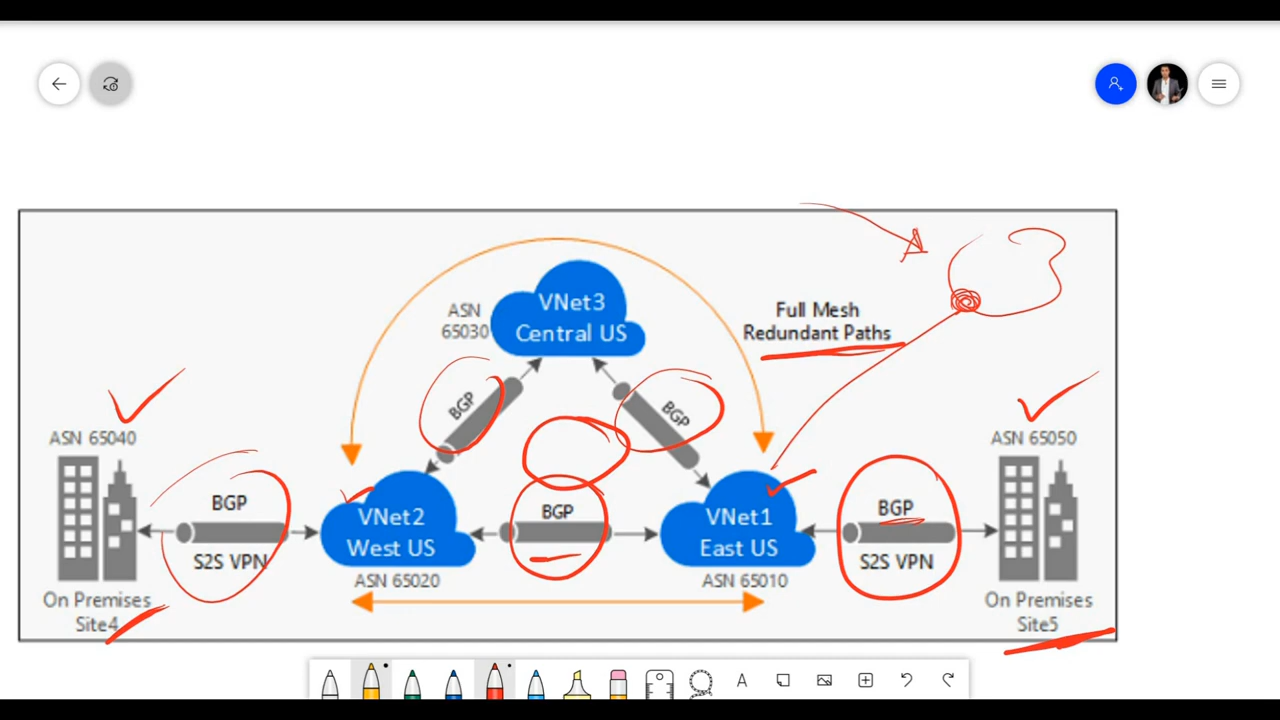 VNet3
Central US
ASN
65030
Full Mesh
Redundant Paths
BGP
BGP
ASN 65040
ASN 65050
BGP
S2S VPN
VNet2
West US
BGP
VNet1
East US
BGP
S2S VPN
ASN 65020
ASN 65010
On Premises
Site4
On Premises
Site5
A